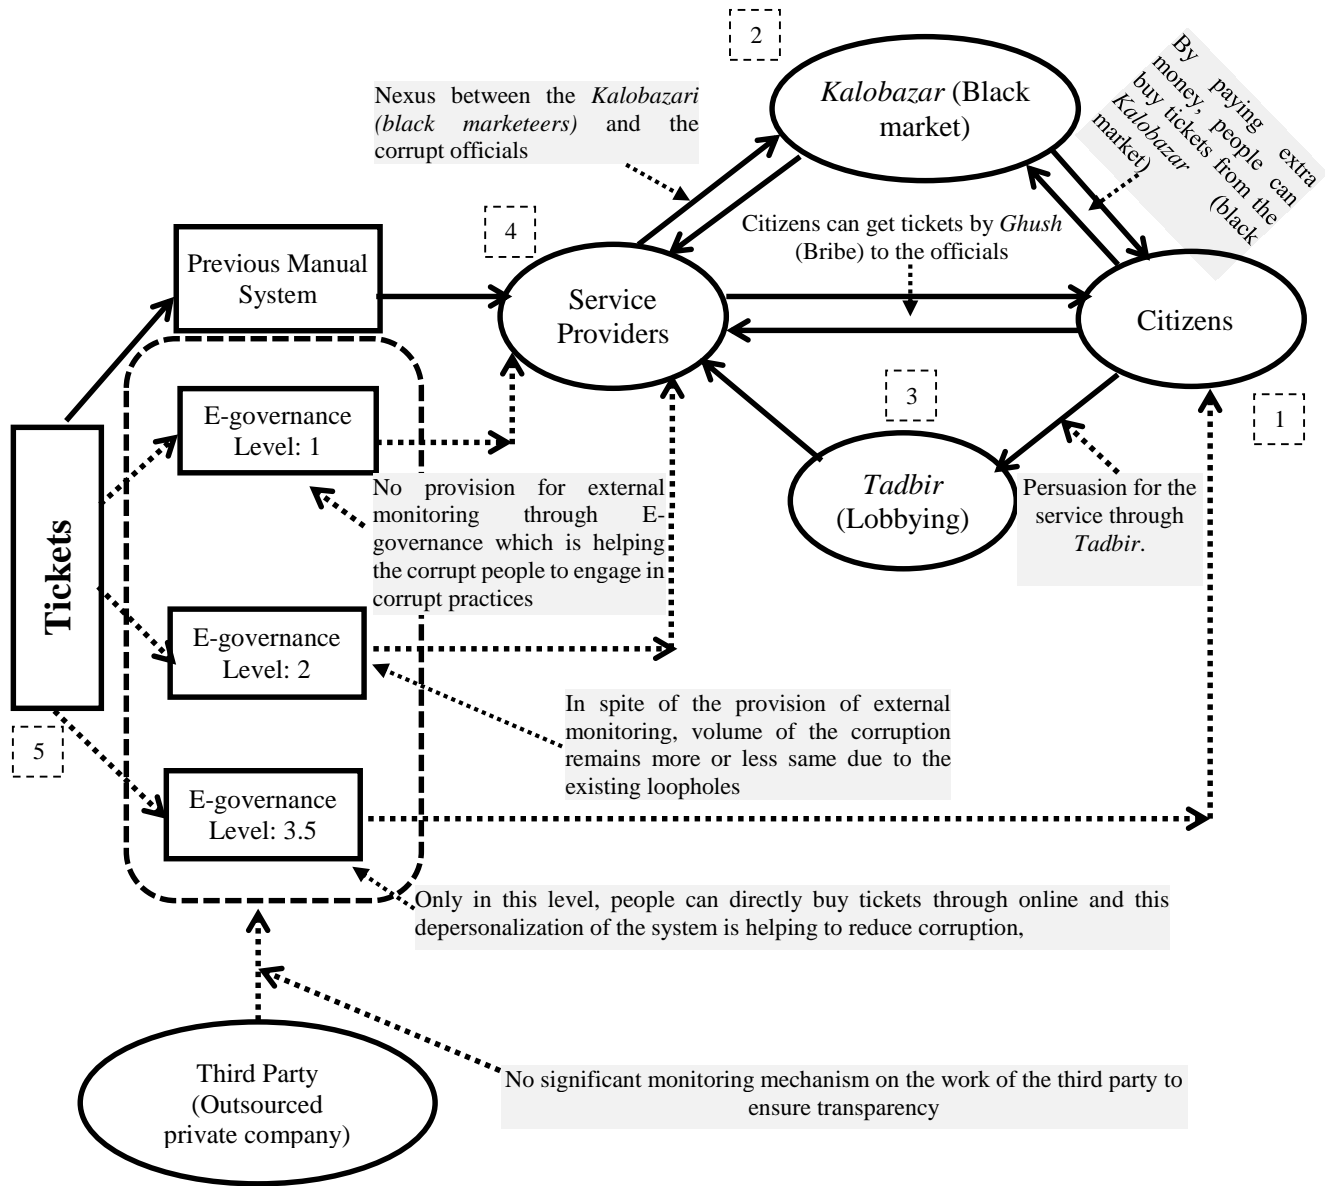 2
Kalobazar (Black
market)
By paying extra
money, people can
buy tickets from the
Kalobazar (black
market)
Nexus between the Kalobazari
(black marketeers) and the
corrupt officials
4
Citizens can get tickets by Ghush
(Bribe) to the officials
Previous Manual
System
Service
Providers
Citizens
3
1
E-governance
Level: 1
Tadbir
(Lobbying)
No provision for external
monitoring through E-
governance which is helping
the corrupt people to engage in
corrupt practices
Persuasion for the
service through
Tadbir.
Tickets
E-governance
Level: 2
5
In spite of the provision of external
monitoring, volume of the corruption
remains more or less same due to the
existing loopholes
E-governance
Level: 3.5
Only in this level, people can directly buy tickets through online and this
depersonalization of the system is helping to reduce corruption,
Third Party
(Outsourced
private company)
No significant monitoring mechanism on the work of the third party to
ensure transparency